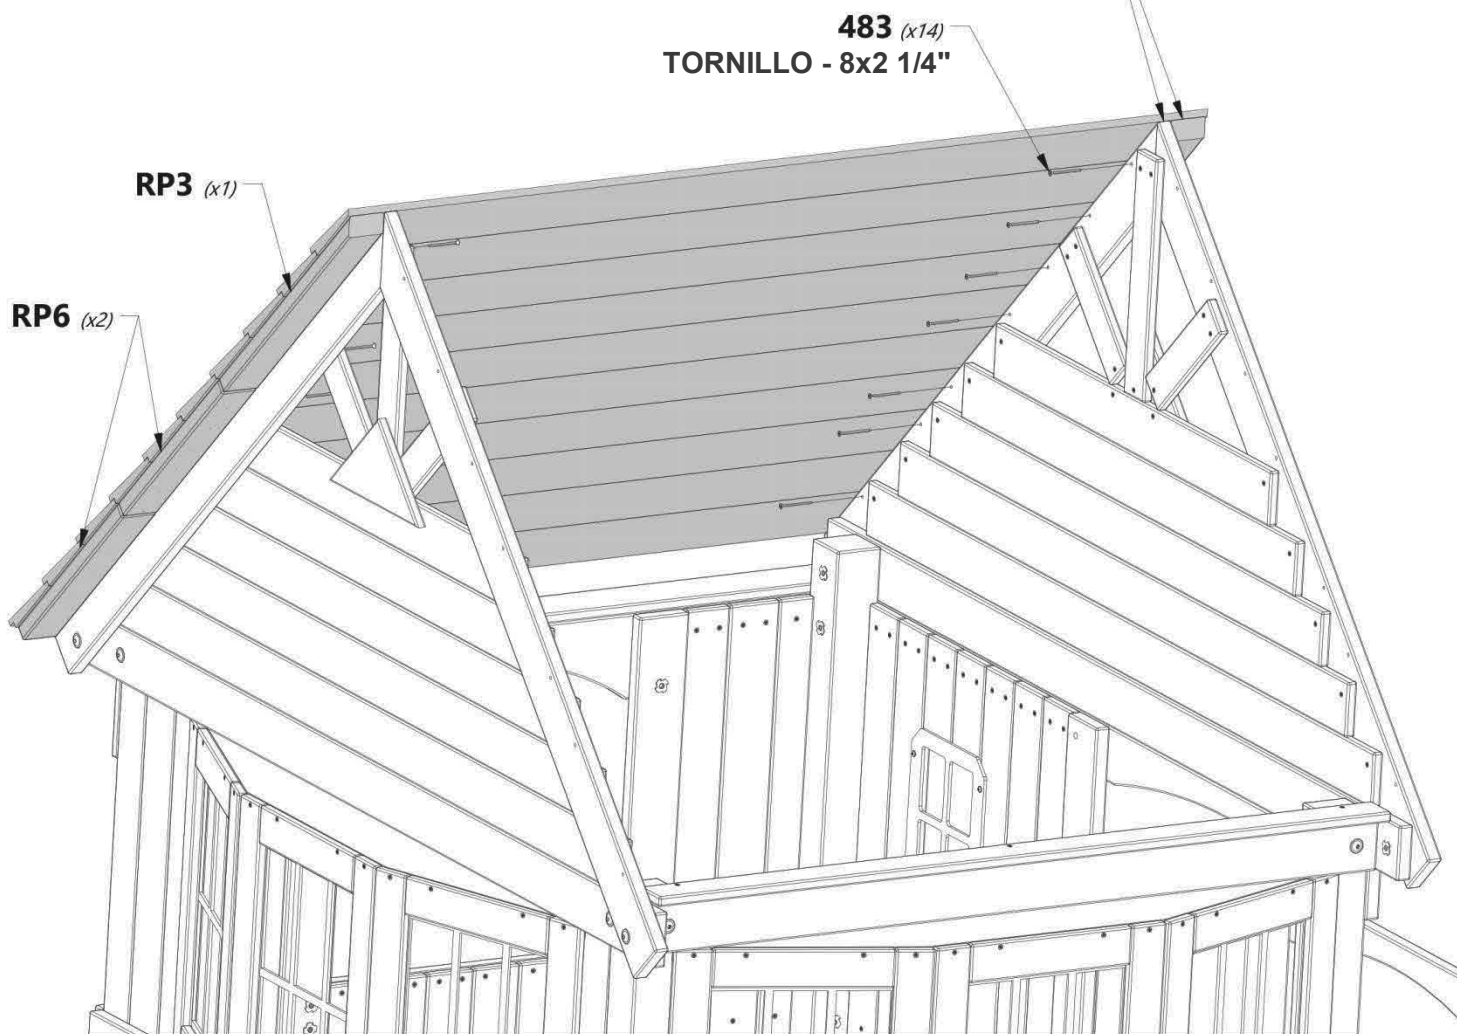 483 (x14)
TORNILLO - 8x2 1/4"
RP3 (x1)
RP6 (x2)